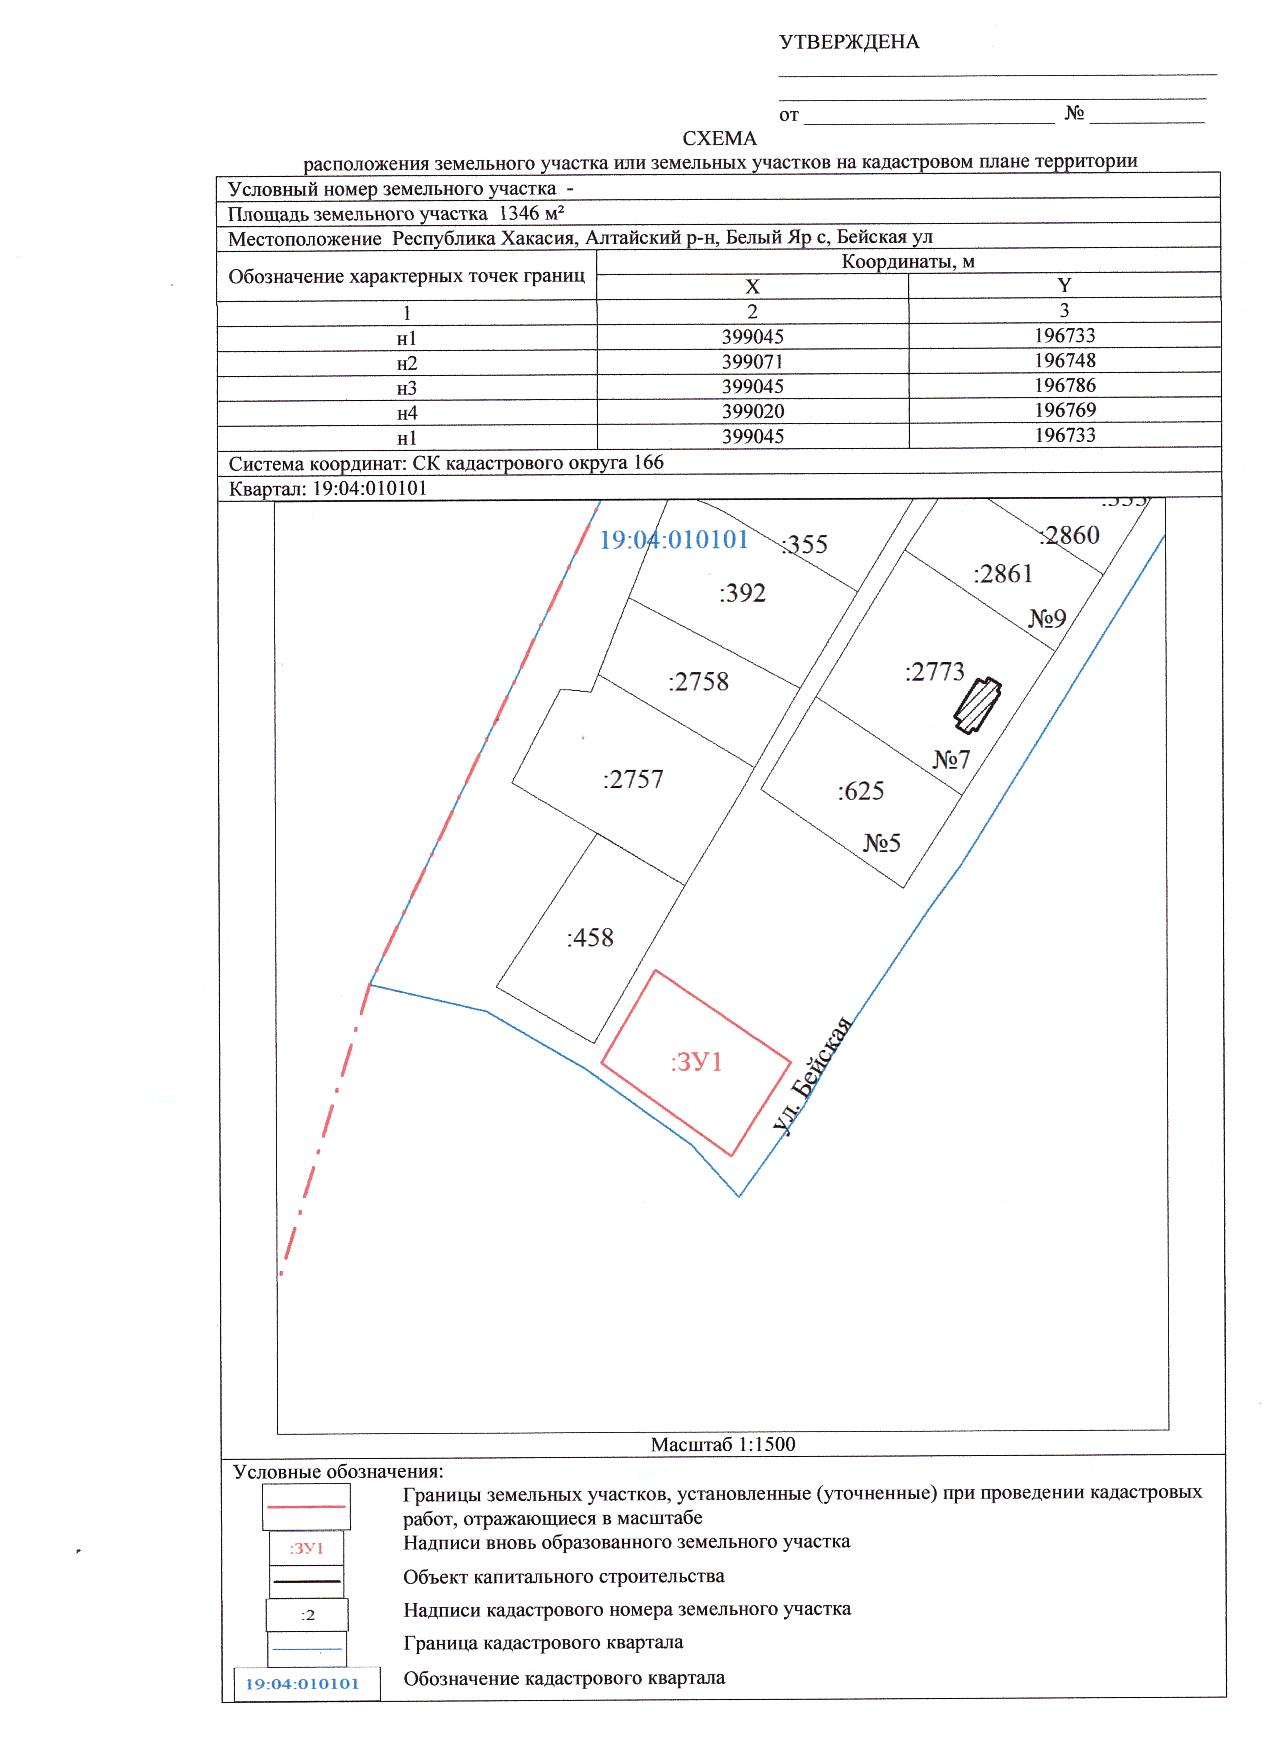 УТВЕРЖДЕНА
от № 
СХЕМА
расположения земельного участка или земельных участков на кадастровом плане территории
Условный номер земельного участка -
Площадь земельного участка 1346 м²
Местоположение Республика Хакасия, Алтайский р-н, Белый Яр с, Бейская ул
Обозначение характерных точек границ
Координаты, м
X Y
1 2 3
н1 399045 196733
н2 399071 196748
н3 399045 196786
н4 399020 196769
н1 399045 196733
Система координат: СК кадастрового округа 166
Квартал: 19:04:010101
19:04:010101
:355
:2860
:392
:2861
№9
:2758
:2773
:2757
№7
:625
№5
:458
:ЗУ1
ул. Бейская
Масштаб 1:1500
Условные обозначения:
Границы земельных участков, установленные (уточненные) при проведении кадастровых
работ, отражающиеся в масштабе
:ЗУ1 Надписи вновь образованного земельного участка
Объект капитального строительства
:2 Надписи кадастрового номера земельного участка
Граница кадастрового квартала
19:04:010101 Обозначение кадастрового квартала